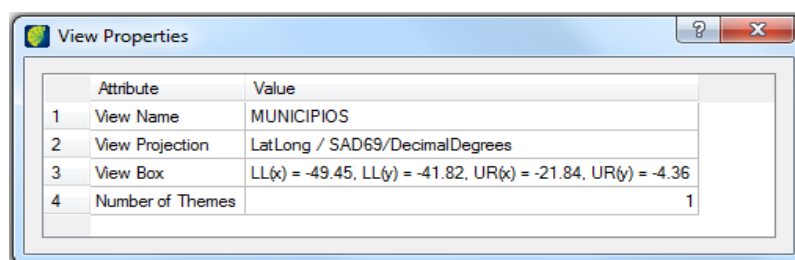 View Properties
Attribute Value
1 View Name MUNICIPIOS
2 View Projection LatLong / SAD69/DecimalDegrees
3 View Box LL(x) = -49.45, LL(y) = -41.82, UR(x) = -21.84, UR(y) = -4.36
4 Number of Themes 1